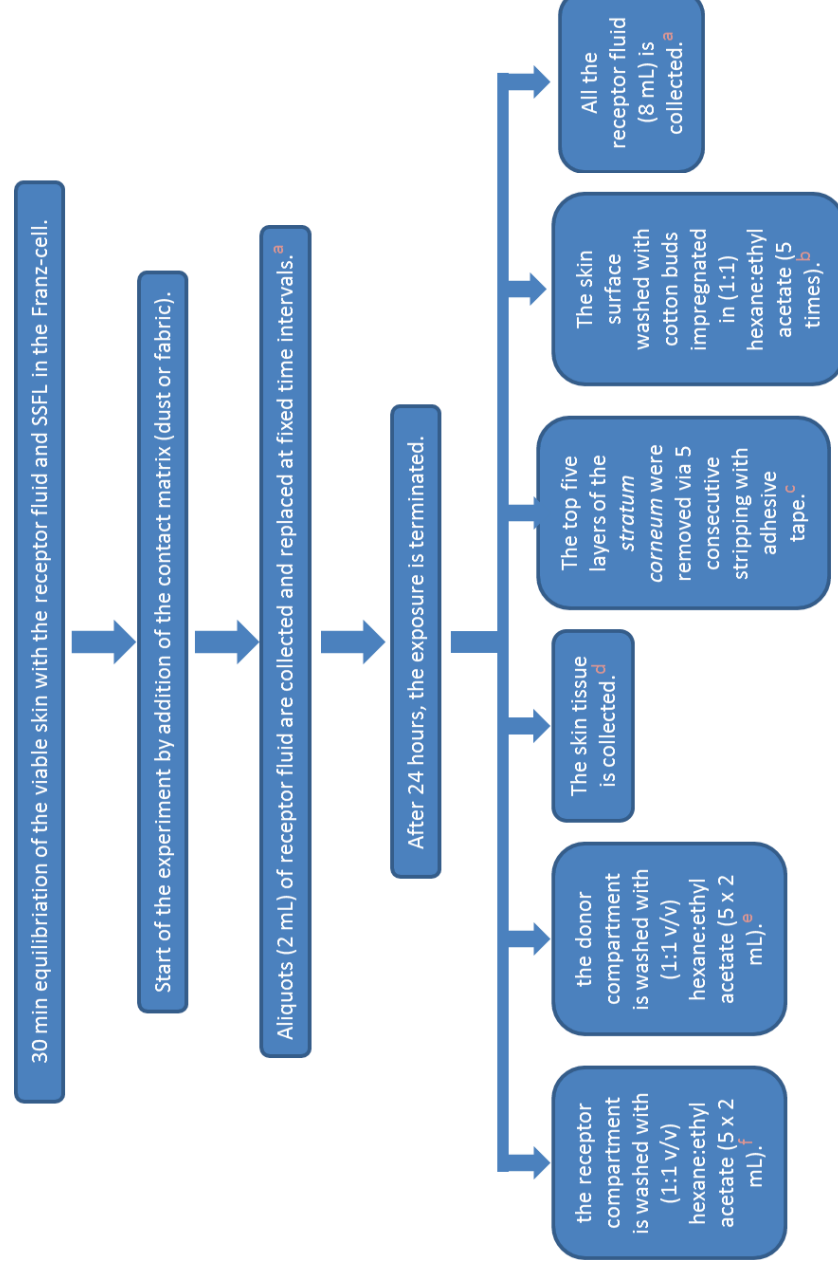 30 min equilibriation of the viable skin with the receptor fluid and SSFL in the Franz-cell.
Start of the experiment by addition of the contact matrix (dust or fabric).
Aliquots (2 mL) of receptor fluid are collected and replaced at fixed time intervals.a
After 24 hours, the exposure is terminated.
the receptor
compartment
is washed with
(1:1 v/v)
hexane:ethyl
acetate (5 x 2
mL).f
the donor
compartment
is washed with
(1:1 v/v)
hexane:ethyl
acetate (5 x 2
mL).e
The skin tissue
is collected.d
The top five
layers of the
stratum
corneum were
removed via 5
consecutive
stripping with
adhesive
tape.c
The skin
surface
washed with
cotton buds
impregnated
in (1:1)
hexane:ethyl
acetate (5
times).b
All the
receptor fluid
(8 mL) is
collected.a